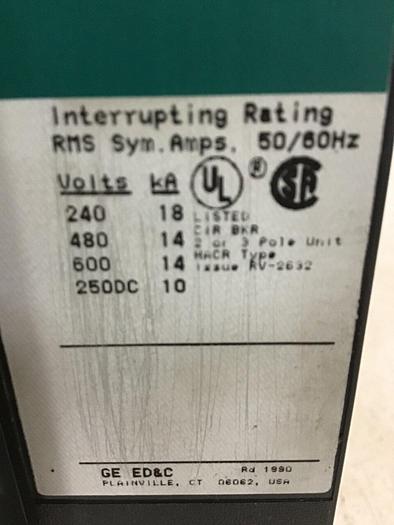 Interrupting Rating
RMS Sym. Amps. 50/60Hz
Volts kA UL ® SA
240 18 LISTED
CIR BKR
480 14 2 or 3 Pole Unit
HACR Type
600 14 Issue RV-2632
250DC 10
GE ED&C Rd 1990
PLAINVILLE, CT 06062, USA